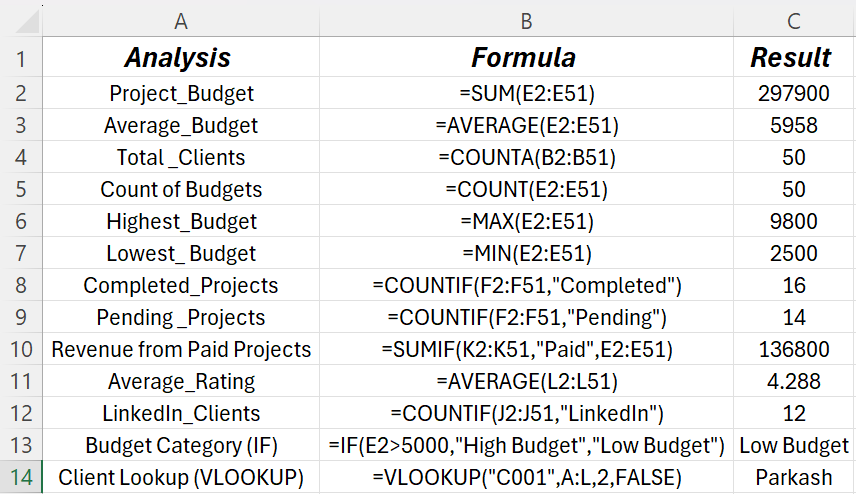 A B C
1 Analysis Formula Result
2 Project_Budget =SUM(E2:E51) 297900
3 Average_Budget =AVERAGE(E2:E51) 5958
4 Total _Clients =COUNTA(B2:B51) 50
5 Count of Budgets =COUNT(E2:E51) 50
6 Highest_Budget =MAX(E2:E51) 9800
7 Lowest_ Budget =MIN(E2:E51) 2500
8 Completed_Projects =COUNTIF(F2:F51,"Completed") 16
9 Pending _Projects =COUNTIF(F2:F51,"Pending") 14
10 Revenue from Paid Projects =SUMIF(K2:K51,"Paid",E2:E51) 136800
11 Average_Rating =AVERAGE(L2:L51) 4.288
12 LinkedIn_Clients =COUNTIF(J2:J51,"LinkedIn") 12
13 Budget Category (IF) =IF(E2>5000,"High Budget","Low Budget") Low Budget
14 Client Lookup (VLOOKUP) =VLOOKUP("C001",A:L,2,FALSE) Parkash